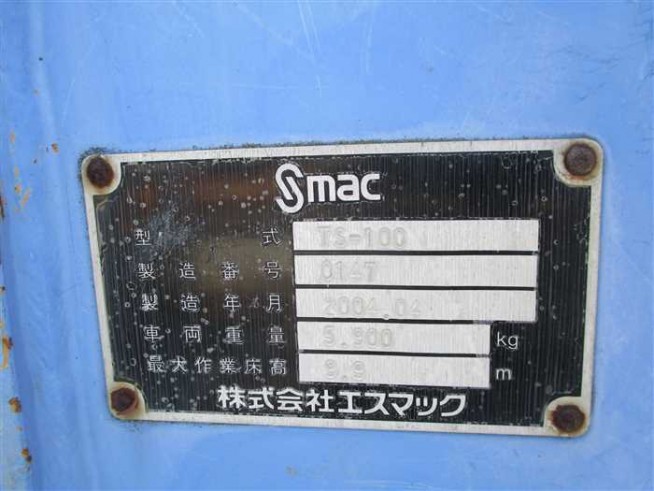 Smac
型式 TS-100
製造番号 0147
製造年月 2004.04
車両重量 5.900 kg
最大作業床高 9.9 m
株式会社エスマック